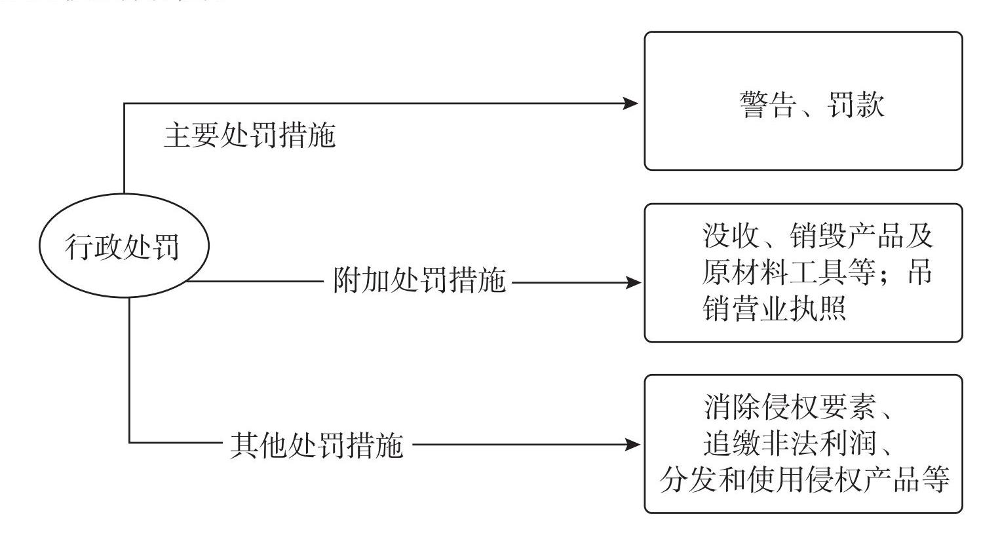 主要处罚措施
警告、罚款
行政处罚
附加处罚措施
没收、销毁产品及
原材料工具等；吊
销营业执照
其他处罚措施
消除侵权要素、
追缴非法利润、
分发和使用侵权产品等